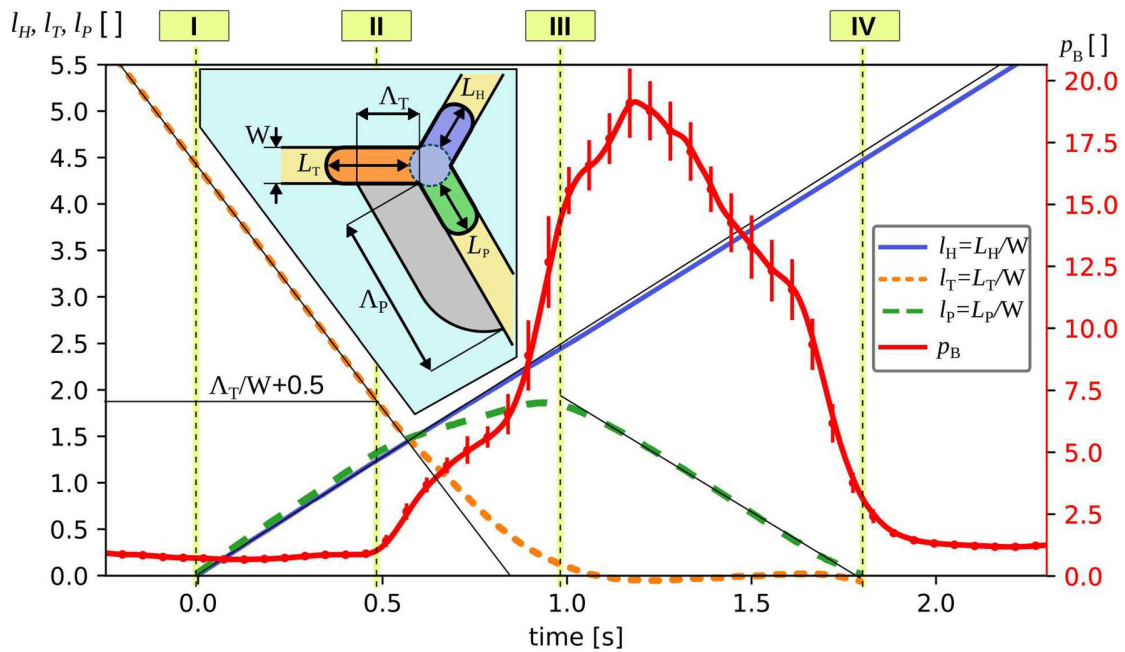 l_H, l_T, l_P [ ]
I
II
III
IV
p_B [ ]
5.5
5.0
4.5
4.0
3.5
3.0
2.5
2.0
1.5
1.0
0.5
0.0
20.0
17.5
15.0
12.5
10.0
7.5
5.0
2.5
0.0
Λ_T
L_H
W
L_T
L_P
Λ_P
Λ_T/W+0.5
l_H=L_H/W
l_T=L_T/W
l_P=L_P/W
p_B
0.0
0.5
1.0
1.5
2.0
time [s]